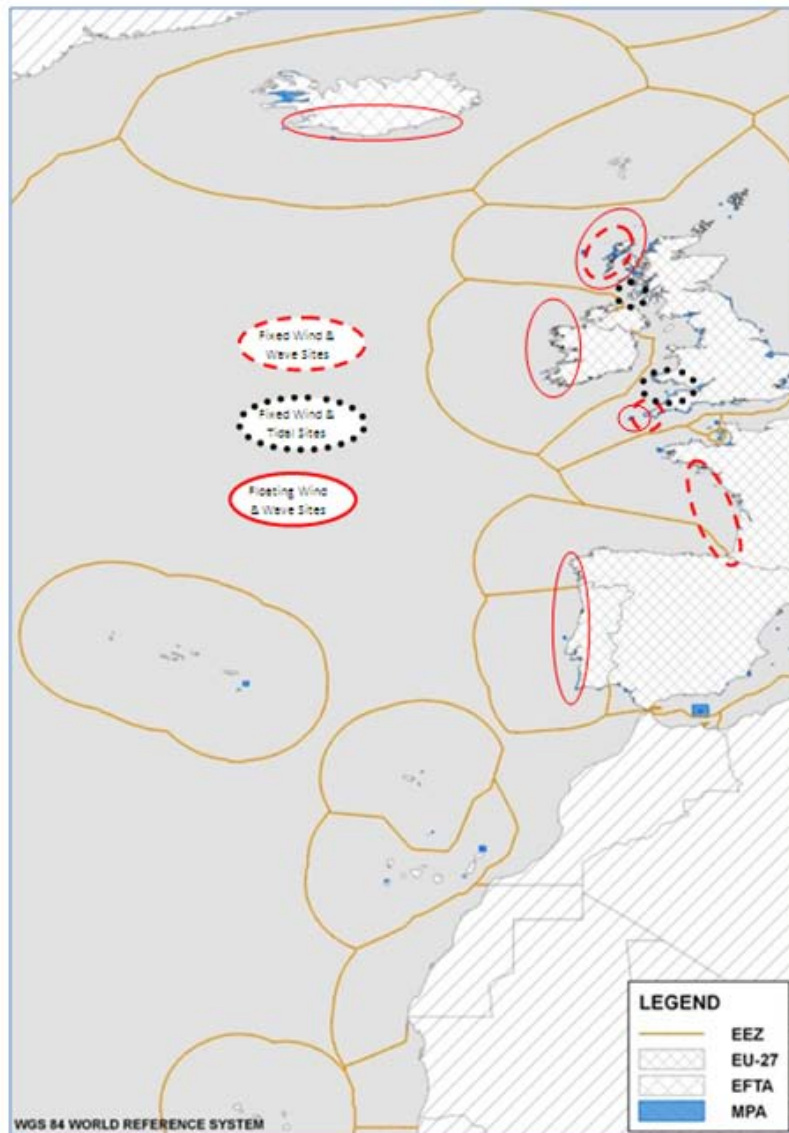 Fixed Wind &
Wave Sites
Fixed Wind &
Tidal Sites
Floating Wind
& Wave Sites
LEGEND
EEZ
EU-27
EFTA
MPA
WGS 84 WORLD REFERENCE SYSTEM